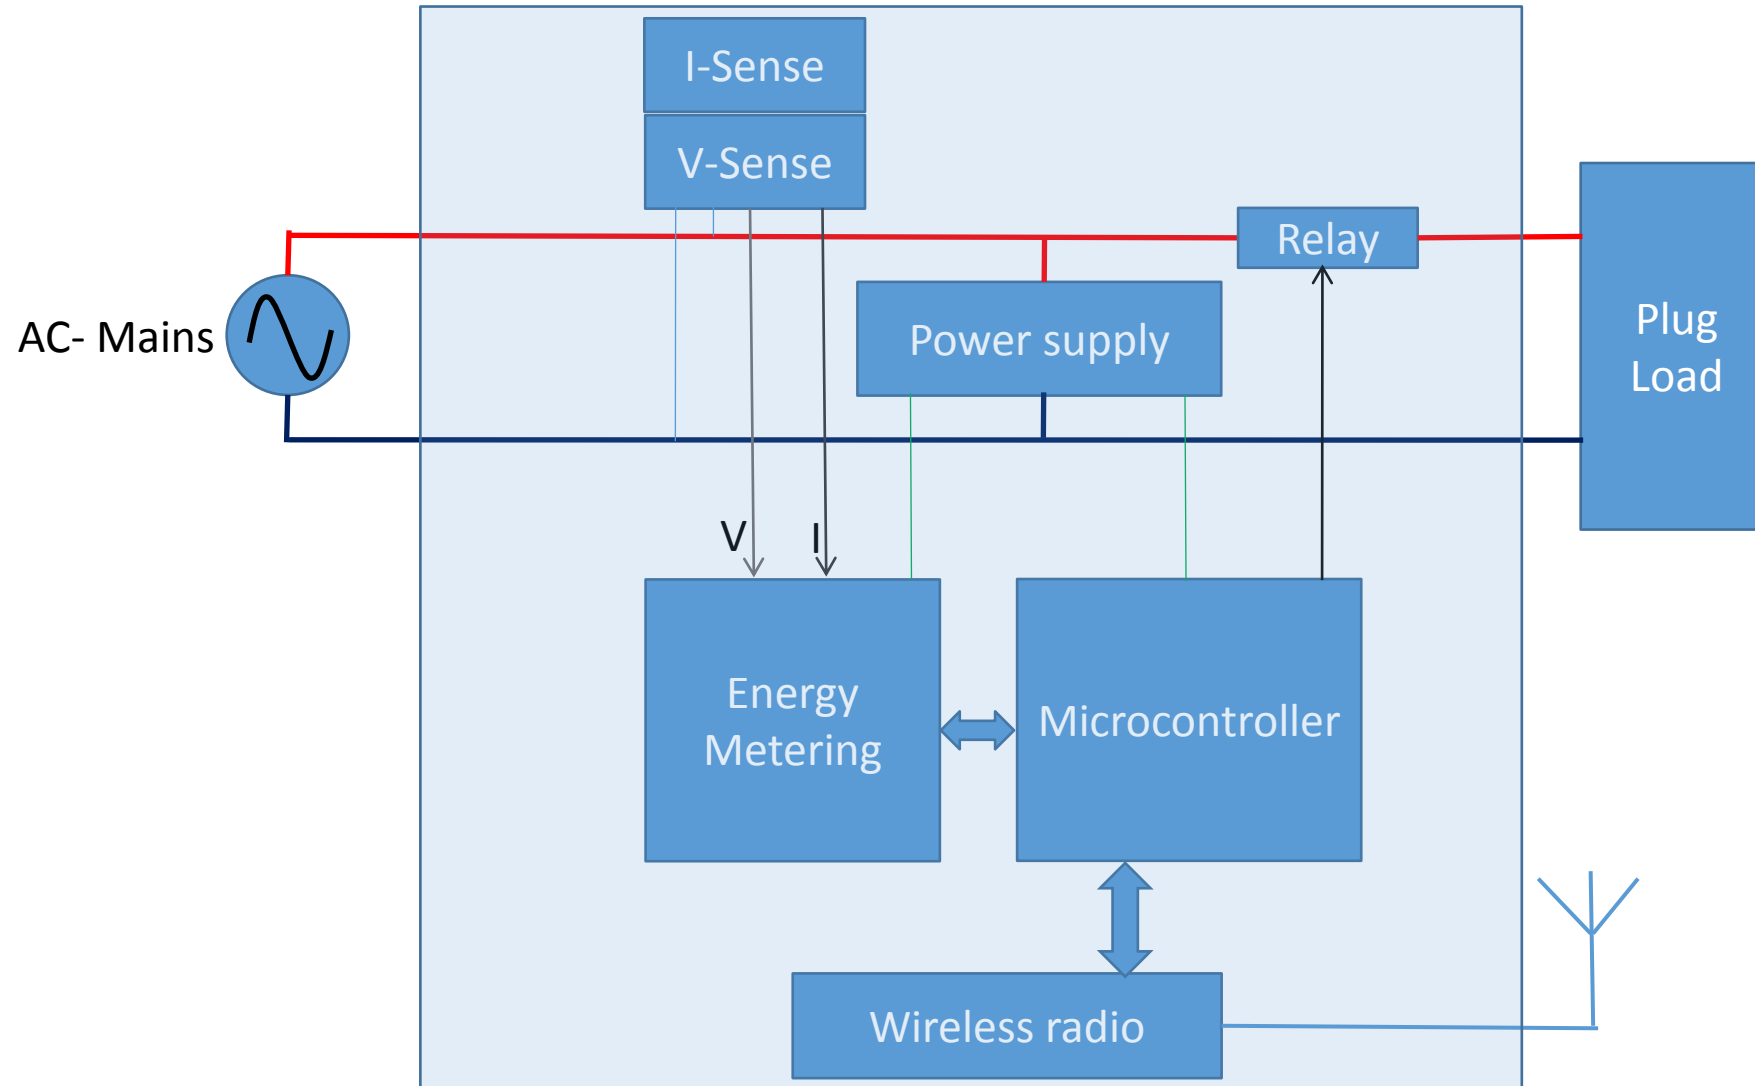 I-Sense
V-Sense
Relay
AC- Mains
Power supply
Plug
Load
V
I
Energy
Metering
Microcontroller
Wireless radio